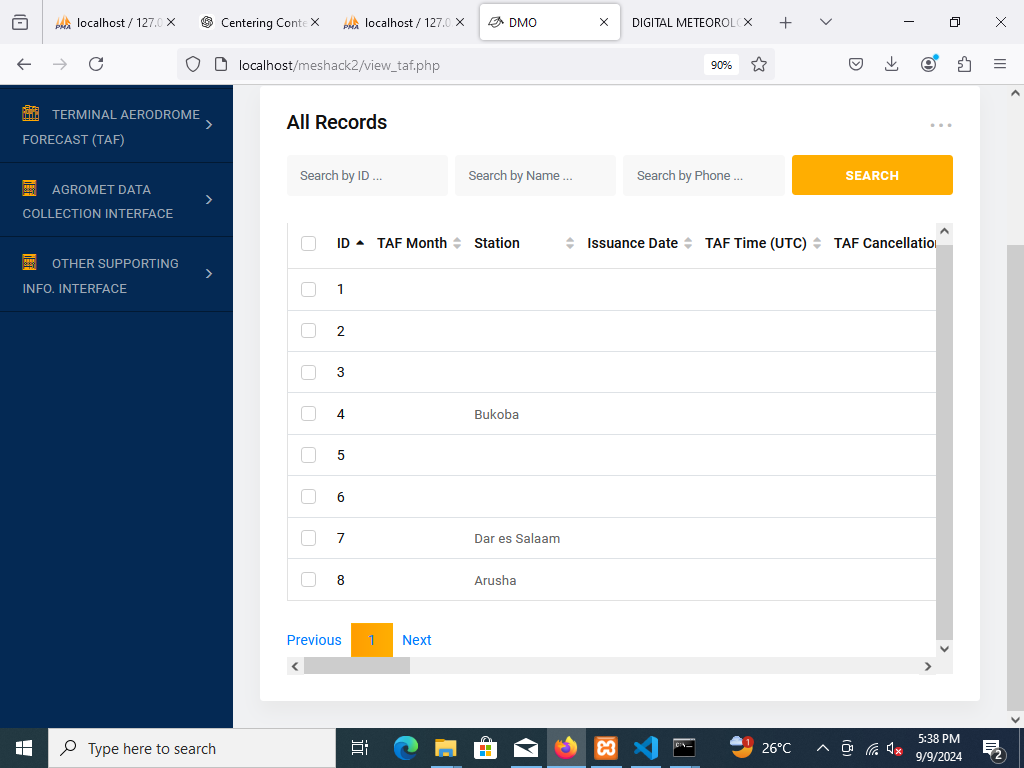 localhost / 127.0
Centering Conte
localhost / 127.0
DMO
DIGITAL METEOROLO
localhost/meshack2/view_taf.php
90%
TERMINAL AERODROME
FORECAST (TAF)
AGROMET DATA
COLLECTION INTERFACE
OTHER SUPPORTING
INFO. INTERFACE
All Records
Search by ID ...
Search by Name ...
Search by Phone ...
SEARCH
ID TAF Month Station Issuance Date TAF Time (UTC) TAF Cancellation
1
2
3
4 Bukoba
5
6
7 Dar es Salaam
8 Arusha
Previous 1 Next
Type here to search
1
26°C
5:38 PM
9/9/2024
2